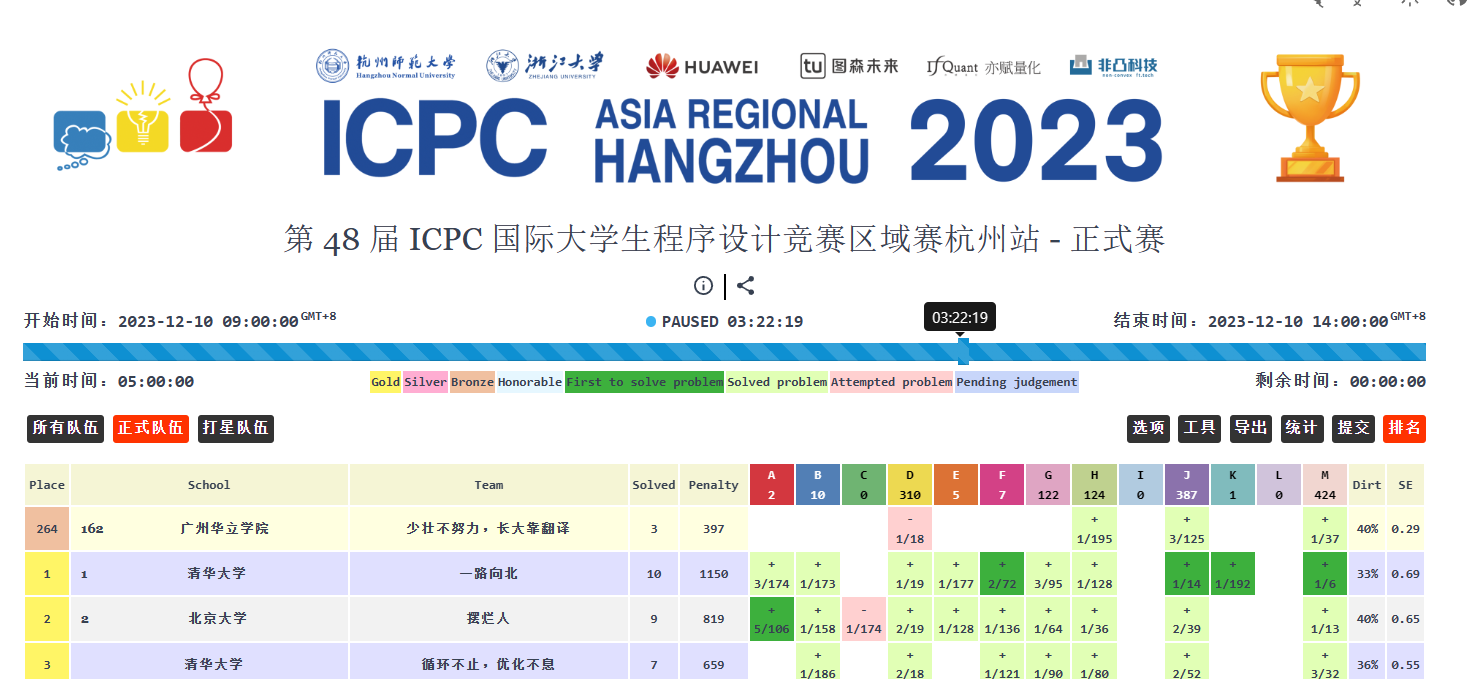 杭州师范大学 Hangzhou Normal University 浙江大学 ZHEJIANG UNIVERSITY HUAWEI tu 图森未来 Quant 亦赋量化 非凸科技 non-convex fi.tech
ICPC ASIA REGIONAL HANGZHOU 2023
第 48 届 ICPC 国际大学生程序设计竞赛区域赛杭州站 - 正式赛
03:22:19
开始时间：2023-12-10 09:00:00 GMT+8 PAUSED 03:22:19 结束时间：2023-12-10 14:00:00 GMT+8
当前时间：05:00:00 Gold Silver Bronze Honorable First to solve problem Solved problem Attempted problem Pending judgement 剩余时间：00:00:00
所有队伍 正式队伍 打星队伍 选项 工具 导出 统计 提交 排名
Place School Team Solved Penalty A 2 B 10 C 0 D 310 E 5 F 7 G 122 H 124 I 0 J 387 K 1 L 0 M 424 Dirt SE
264 162 广州华立学院 少壮不努力，长大靠翻译 3 397 - 1/18 + 1/195 + 3/125 + 1/37 40% 0.29
1 1 清华大学 一路向北 10 1150 + 3/174 + 1/173 + 1/19 + 1/177 + 2/72 + 3/95 + 1/128 + 1/14 + 1/192 + 1/6 33% 0.69
2 2 北京大学 摆烂人 9 819 + 5/106 + 1/158 - 1/174 + 2/19 + 1/128 + 1/136 + 1/64 + 1/36 + 2/39 + 1/13 40% 0.65
3 清华大学 循环不止，优化不息 7 659 + 1/186 + 2/18 + 1/121 + 1/90 + 1/80 + 2/52 + 3/32 36% 0.55